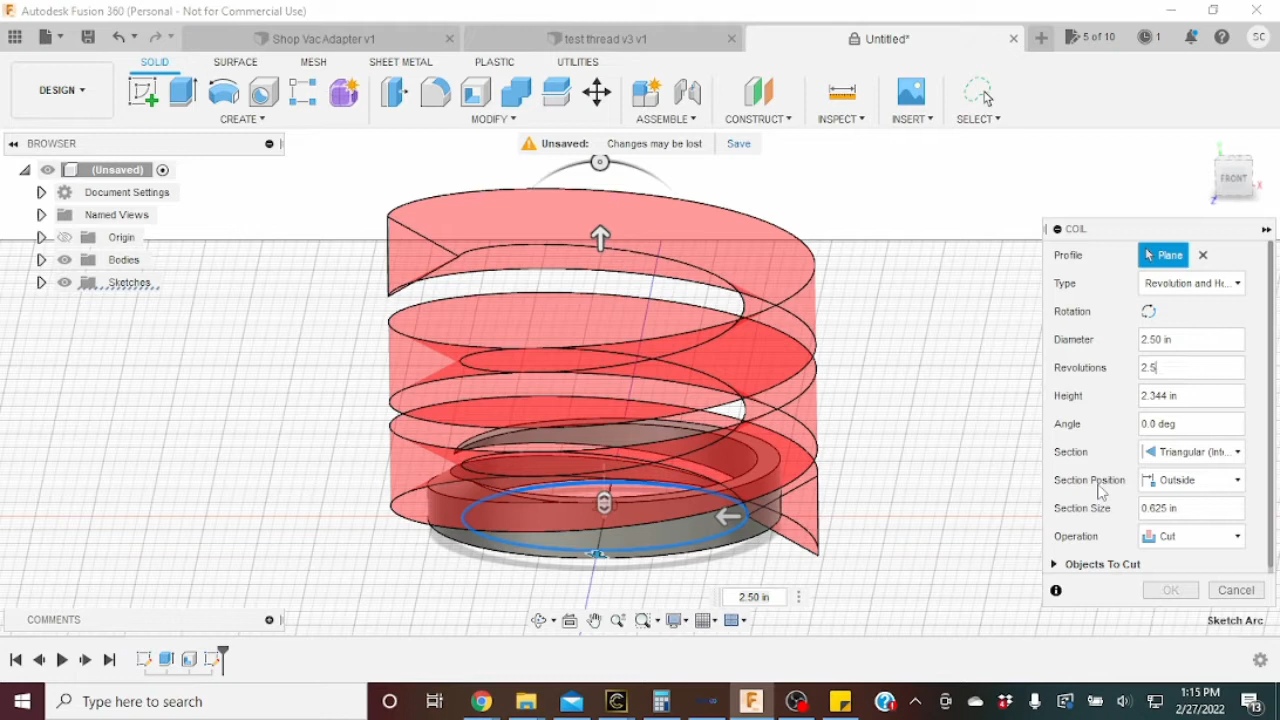 Autodesk Fusion 360 (Personal - Not for Commercial Use)
Shop Vac Adapter v1
test thread v3 v1
Untitled*
5 of 10
1
SC
DESIGN
SOLID
SURFACE
MESH
SHEET METAL
PLASTIC
UTILITIES
CREATE
MODIFY
ASSEMBLE
CONSTRUCT
INSPECT
INSERT
SELECT
BROWSER
Unsaved: Changes may be lost Save
(Unsaved)
Document Settings
Named Views
Origin
Bodies
Sketches
FRONT
X
Z
COIL
Profile Plane
Type Revolution and He...
Rotation
Diameter 2.50 in
Revolutions 2.5
Height 2.344 in
Angle 0.0 deg
Section Triangular (Int...
Section Position Outside
Section Size 0.625 in
Operation Cut
Objects To Cut
OK Cancel
2.50 in
COMMENTS
Sketch Arc
Type here to search
1:15 PM
2/27/2022
13